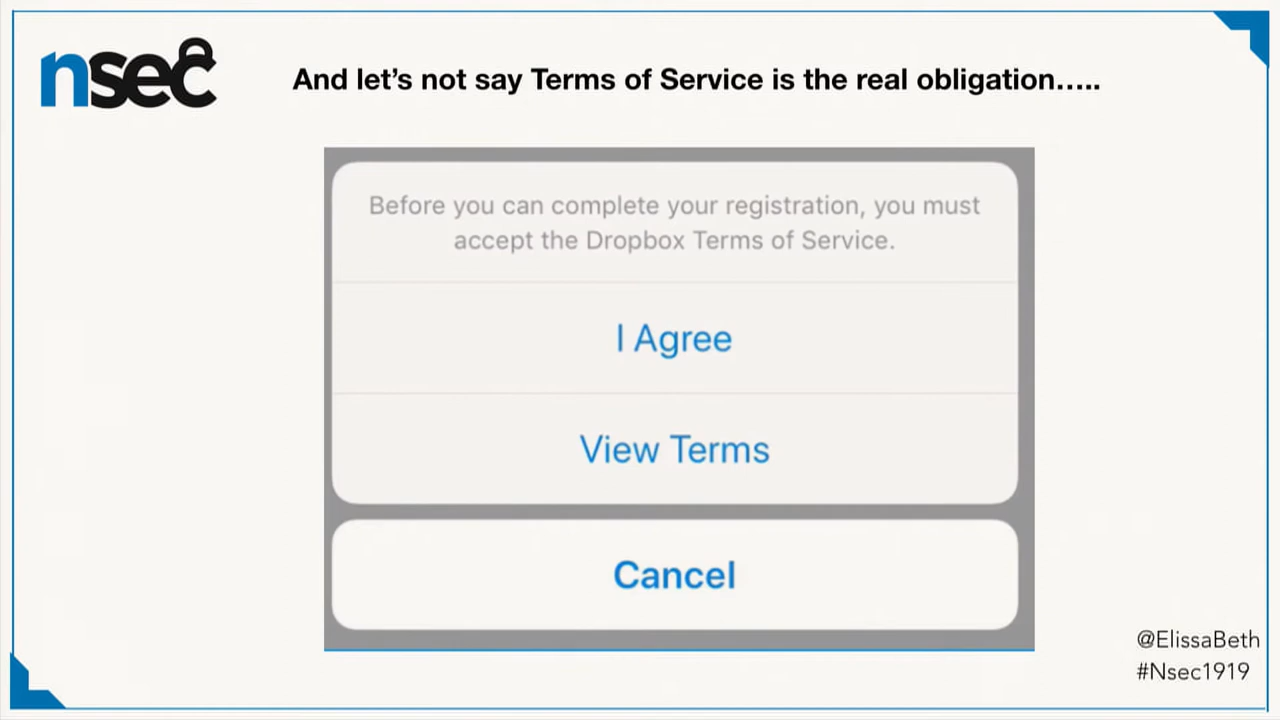 nsec
And let's not say Terms of Service is the real obligation.....
Before you can complete your registration, you must
accept the Dropbox Terms of Service.
I Agree
View Terms
Cancel
@ElissaBeth
#Nsec1919